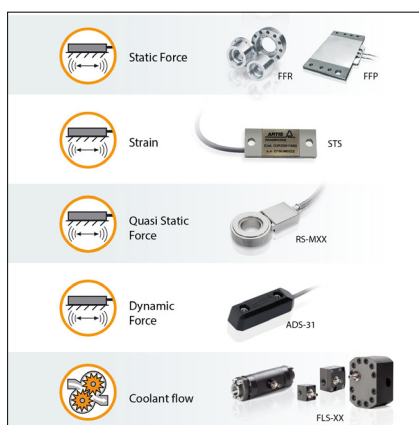 Static Force
FFR
FFP
Strain
ARTIS
STS
Quasi Static
Force
RS-MXX
Dynamic
Force
ADS-31
Coolant flow
FLS-XX